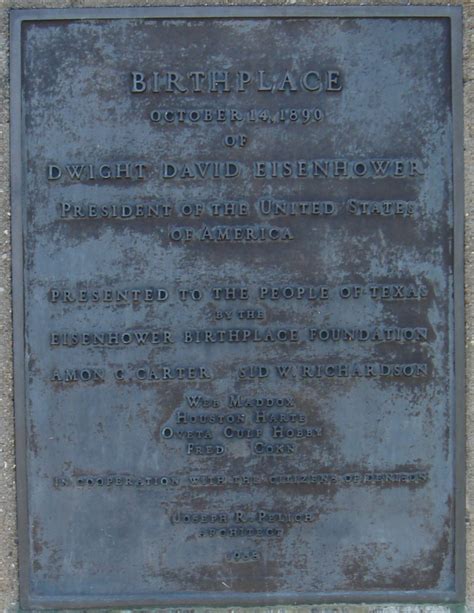 BIRTHPLACE
OCTOBER 14, 1890
OF
DWIGHT DAVID EISENHOWER
PRESIDENT OF THE UNITED STATES
OF AMERICA
PRESENTED TO THE PEOPLE OF TEXAS
BY THE
EISENHOWER BIRTHPLACE FOUNDATION
AMON G. CARTER SID W. RICHARDSON
WEB MADDOX
HOUSTON HARTE
OVETA CULP HOBBY
FRED KORN
IN COOPERATION WITH THE CITIZENS OF DENISON
JOSEPH R. PELICH
ARCHITECT